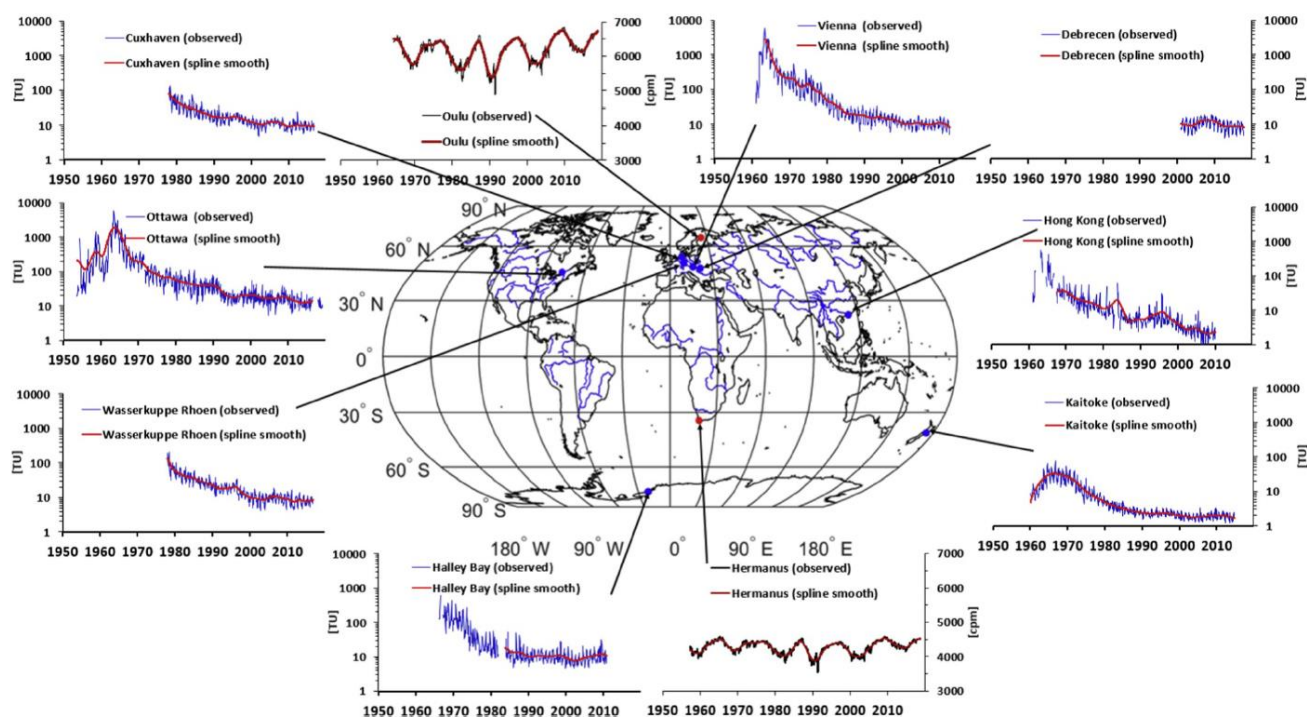 10000
1000
100
10
1
[TU]
Cuxhaven (observed)
Cuxhaven (spline smooth)
1950 1960 1970 1980 1990 2000 2010
7000
6000
5000
4000
3000
[cpm]
Oulu (observed)
Oulu (spline smooth)
1950 1960 1970 1980 1990 2000 2010
10000
1000
100
10
1
[TU]
Vienna (observed)
Vienna (spline smooth)
1950 1960 1970 1980 1990 2000 2010
10000
1000
100
10
1
[TU]
Debrecen (observed)
Debrecen (spline smooth)
1950 1960 1970 1980 1990 2000 2010
10000
1000
100
10
1
[TU]
Ottawa (observed)
Ottawa (spline smooth)
1950 1960 1970 1980 1990 2000 2010
90° N
60° N
30° N
0°
30° S
60° S
90° S
180° W 90° W 0° 90° E 180° E
10000
1000
100
10
1
[TU]
Hong Kong (observed)
Hong Kong (spline smooth)
1950 1960 1970 1980 1990 2000 2010
10000
1000
100
10
1
[TU]
Wasserkuppe Rhoen (observed)
Wasserkuppe Rhoen (spline smooth)
1950 1960 1970 1980 1990 2000 2010
10000
1000
100
10
1
[TU]
Kaitoke (observed)
Kaitoke (spline smooth)
1950 1960 1970 1980 1990 2000 2010
10000
1000
100
10
1
[TU]
Halley Bay (observed)
Halley Bay (spline smooth)
1950 1960 1970 1980 1990 2000 2010
7000
6000
5000
4000
3000
[cpm]
Hermanus (observed)
Hermanus (spline smooth)
1950 1960 1970 1980 1990 2000 2010